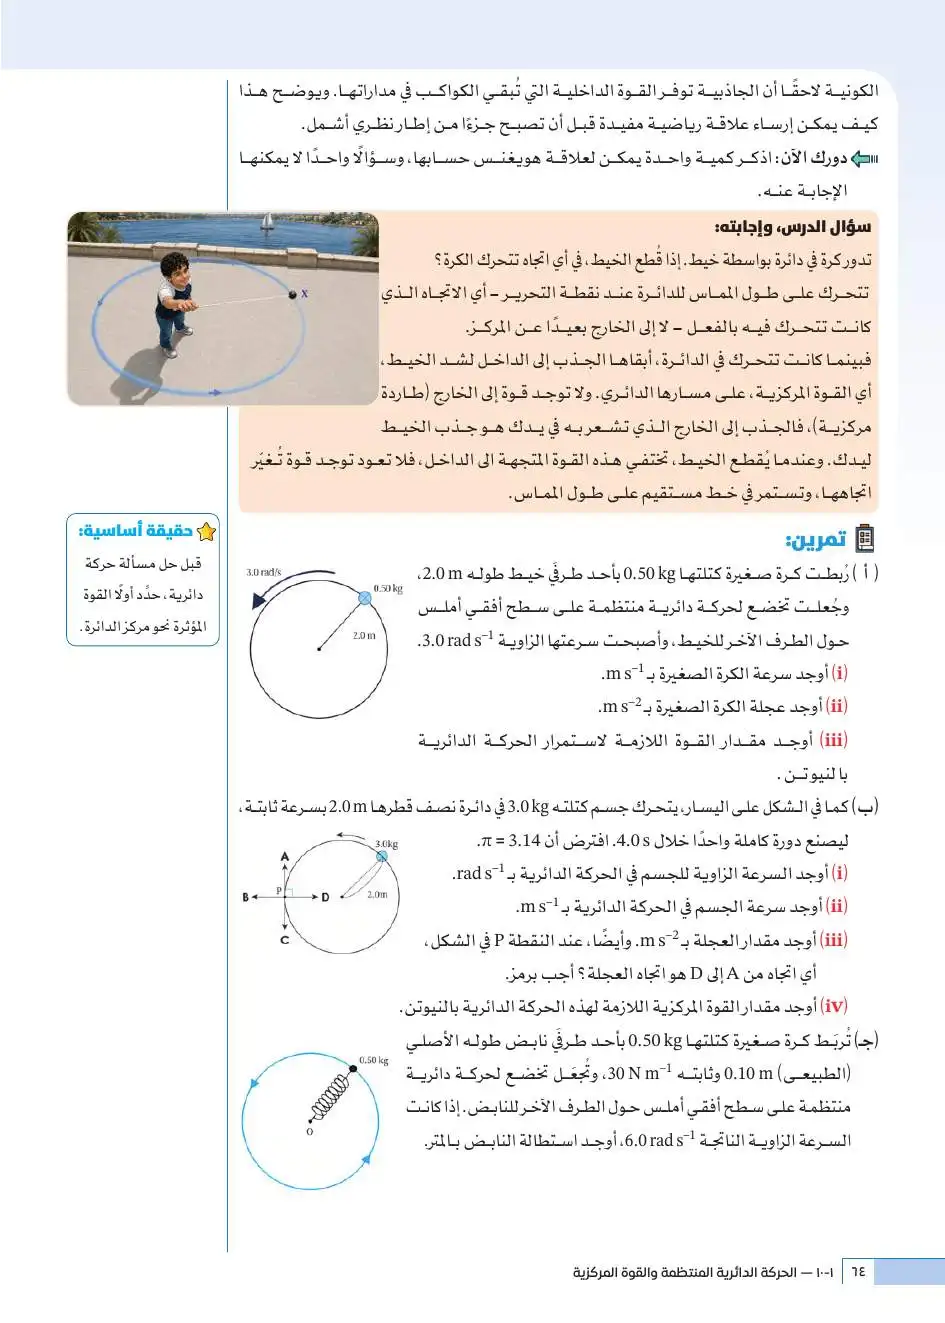 الكونية لاحقًا أن الجاذبية توفر القوة الداخلية التي تُبقي الكواكب في مداراتها. ويوضح هذا
كيف يمكن إرساء علاقة رياضية مفيدة قبل أن تصبح جزءًا من إطار نظري أشمل.
دورك الآن: اذكر كمية واحدة يمكن لعلاقة هويغنس حسابها، وسؤالًا واحدًا لا يمكنها
الإجابة عنه.
سؤال الدرس، وإجابته:
تدور كرة في دائرة بواسطة خيط. إذا قُطع الخيط، في أي اتجاه تتحرك الكرة؟
تتحرك على طول المماس للدائرة عند نقطة التحرير – أي الاتجاه الذي
كانت تتحرك فيه بالفعل – لا إلى الخارج بعيدًا عن المركز.
فبينما كانت تتحرك في الدائرة، أبقاها الجذب إلى الداخل لشد الخيط،
أي القوة المركزية، على مسارها الدائري. ولا توجد قوة إلى الخارج (طاردة
مركزية)، فالجذب إلى الخارج الذي تشعر به في يدك هو جذب الخيط
ليدك. وعندما يُقطع الخيط، تختفي هذه القوة المتجهة الى الداخل، فلا تعود توجد قوة تُغيّر
اتجاهها، وتستمر في خط مستقيم على طول المماس.
X
حقيقة أساسية:
قبل حل مسألة حركة
دائرية، حدِّد أولًا القوة
المؤثرة نحو مركز الدائرة.
تمرين:
(أ) رُبطت كرة صغيرة كتلتها 0.50 kg بأحد طرفي خيط طوله 2.0 m،
وجُعلت تخضع لحركة دائرية منتظمة على سطح أفقي أملس
حول الطرف الآخر للخيط، وأصبحت سرعتها الزاوية 3.0 rad s⁻¹.
(i) أوجد سرعة الكرة الصغيرة بـ m s⁻¹.
(ii) أوجد عجلة الكرة الصغيرة بـ m s⁻².
(iii) أوجد مقدار القوة اللازمة لاستمرار الحركة الدائرية
بالنيوتن.
3.0 rad/s
0.50 kg
2.0 m
(ب) كما في الشكل على اليسار، يتحرك جسم كتلته 3.0 kg في دائرة نصف قطرها 2.0 m بسرعة ثابتة،
ليصنع دورة كاملة واحدًا خلال 4.0 s. افترض أن π = 3.14.
(i) أوجد السرعة الزاوية للجسم في الحركة الدائرية بـ rad s⁻¹.
(ii) أوجد سرعة الجسم في الحركة الدائرية بـ m s⁻¹.
(iii) أوجد مقدار العجلة بـ m s⁻². وأيضًا، عند النقطة P في الشكل،
أي اتجاه من A إلى D هو اتجاه العجلة؟ أجب برمز.
(iv) أوجد مقدار القوة المركزية اللازمة لهذه الحركة الدائرية بالنيوتن.
3.0kg
A
P
B
D
2.0m
C
(جـ) تُربَط كرة صغيرة كتلتها 0.50 kg بأحد طرفي نابض طوله الأصلي
(الطبيعي) 0.10 m وثابته 30 N m⁻¹، وتُجعَل تخضع لحركة دائرية
منتظمة على سطح أفقي أملس حول الطرف الآخر للنابض. إذا كانت
السرعة الزاوية الناتجة 6.0 rad s⁻¹، أوجد استطالة النابض بالمتر.
0.50 kg
O
٦٤
١-١٠ — الحركة الدائرية المنتظمة والقوة المركزية